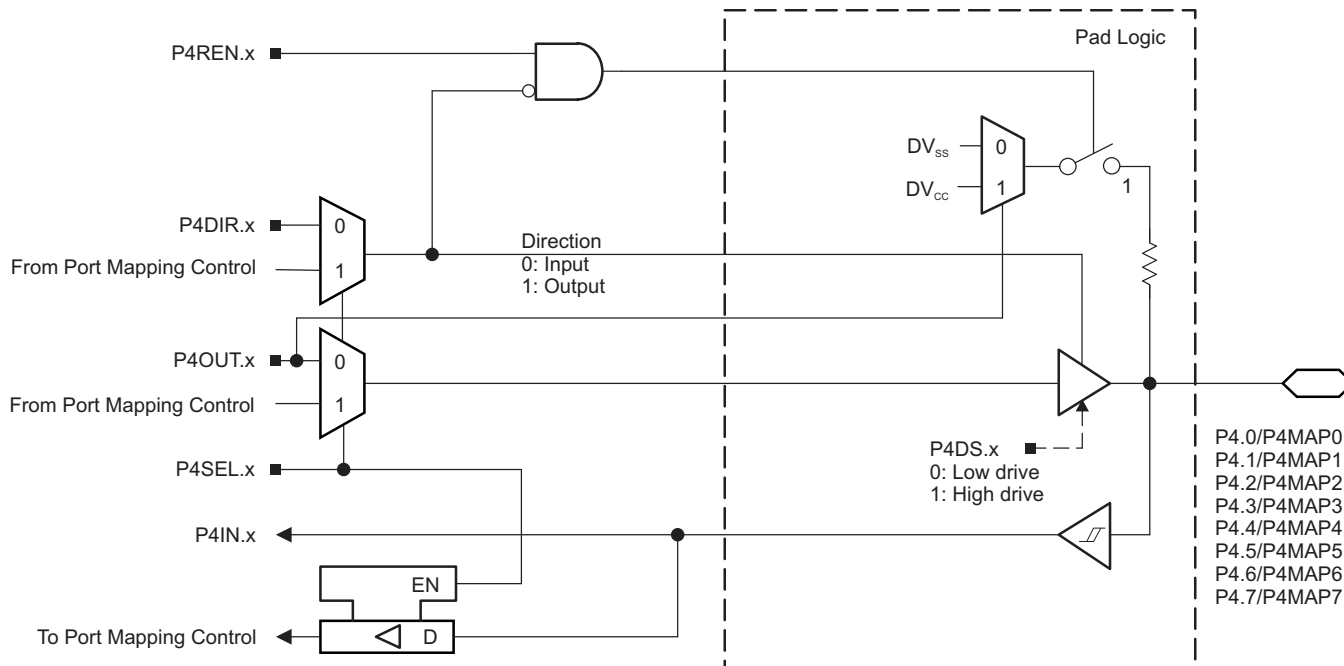 Pad Logic
P4REN.x
DVSS
0
DVCC
1
1
P4DIR.x
0
From Port Mapping Control
1
Direction
0: Input
1: Output
P4OUT.x
0
From Port Mapping Control
1
P4SEL.x
P4DS.x
0: Low drive
1: High drive
P4.0/P4MAP0
P4.1/P4MAP1
P4.2/P4MAP2
P4.3/P4MAP3
P4.4/P4MAP4
P4.5/P4MAP5
P4.6/P4MAP6
P4.7/P4MAP7
P4IN.x
EN
To Port Mapping Control
D